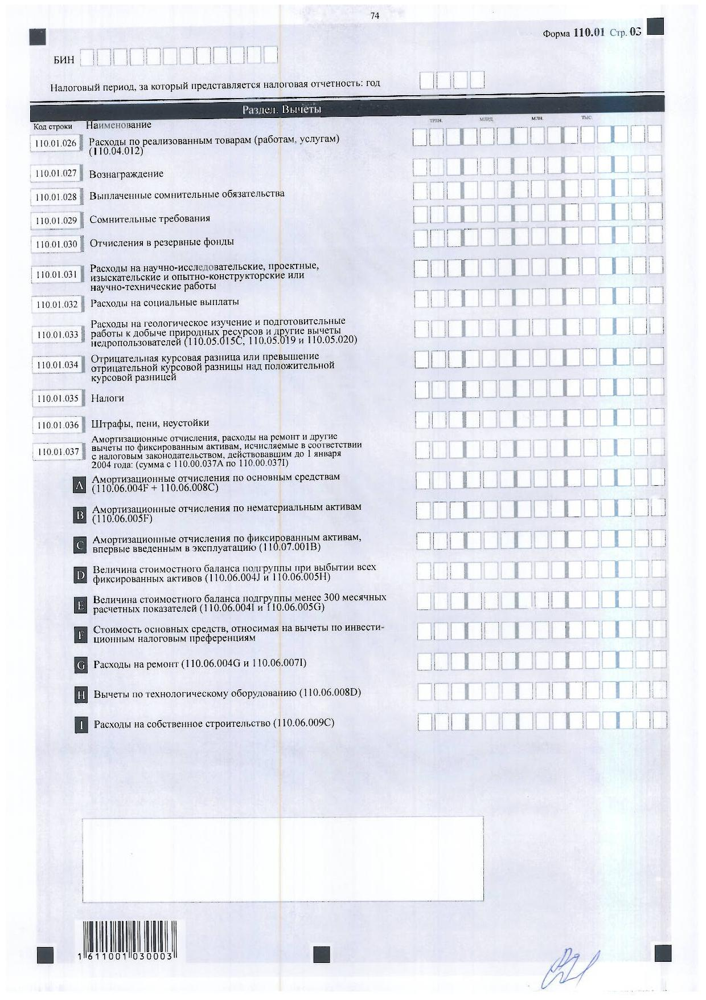 74
Форма 110.01 Стр. 03
БИН
Налоговый период, за который представляется налоговая отчетность: год
Раздел. Вычеты
Код строки Наименование
трлн. млрд. млн. тыс.
110.01.026 Расходы по реализованным товарам (работам, услугам)
(110.04.012)
110.01.027 Вознаграждение
110.01.028 Выплаченные сомнительные обязательства
110.01.029 Сомнительные требования
110.01.030 Отчисления в резервные фонды
110.01.031 Расходы на научно-исследовательские, проектные,
изыскательские и опытно-конструкторские или
научно-технические работы
110.01.032 Расходы на социальные выплаты
110.01.033 Расходы на геологическое изучение и подготовительные
работы к добыче природных ресурсов и другие вычеты
недропользователей (110.05.015С, 110.05.019 и 110.05.020)
110.01.034 Отрицательная курсовая разница или превышение
отрицательной курсовой разницы над положительной
курсовой разницей
110.01.035 Налоги
110.01.036 Штрафы, пени, неустойки
110.01.037 Амортизационные отчисления, расходы на ремонт и другие
вычеты по фиксированным активам, исчисляемые в соответствии
с налоговым законодательством, действовавшим до 1 января
2004 года: (сумма с 110.00.037A по 110.00.037I)
A Амортизационные отчисления по основным средствам
(110.06.004F + 110.06.008C)
B Амортизационные отчисления по нематериальным активам
(110.06.005F)
C Амортизационные отчисления по фиксированным активам,
впервые введенным в эксплуатацию (110.07.001B)
D Величина стоимостного баланса подгруппы при выбытии всех
фиксированных активов (110.06.004J и 110.06.005H)
E Величина стоимостного баланса подгруппы менее 300 месячных
расчетных показателей (110.06.004I и 110.06.005G)
F Стоимость основных средств, относимая на вычеты по инвести-
ционным налоговым преференциям
G Расходы на ремонт (110.06.004G и 110.06.007I)
H Вычеты по технологическому оборудованию (110.06.008D)
I Расходы на собственное строительство (110.06.009C)
1 611001 030003